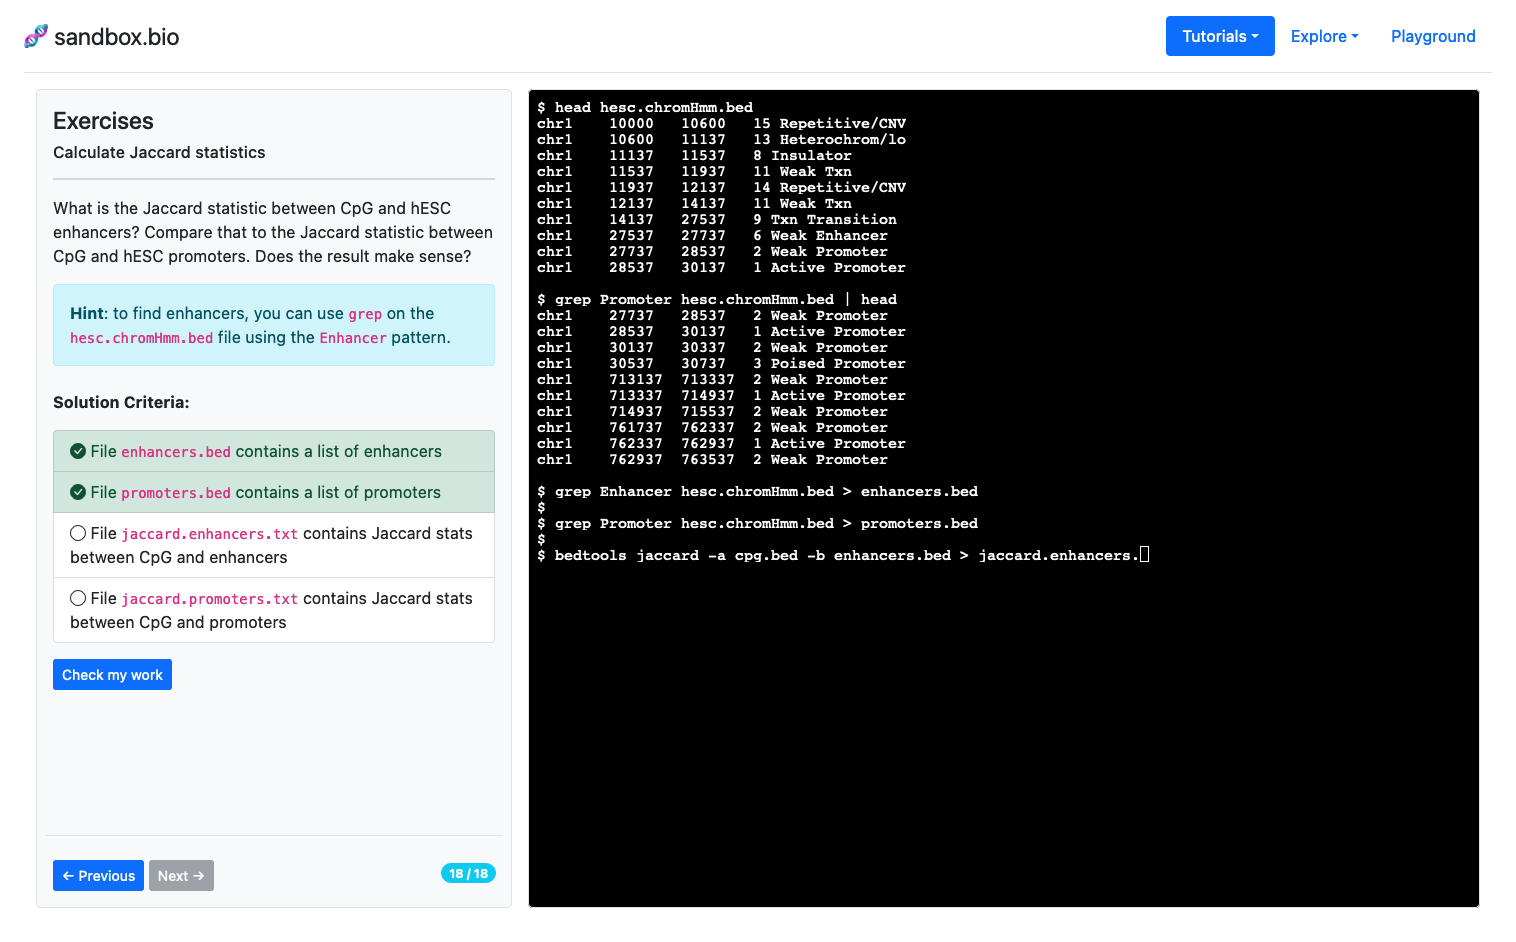 sandbox.bio
Tutorials
Explore
Playground
Exercises
Calculate Jaccard statistics
What is the Jaccard statistic between CpG and hESC
enhancers? Compare that to the Jaccard statistic between
CpG and hESC promoters. Does the result make sense?
Hint: to find enhancers, you can use grep on the
hesc.chromHmm.bed file using the Enhancer pattern.
Solution Criteria:
File enhancers.bed contains a list of enhancers
File promoters.bed contains a list of promoters
File jaccard.enhancers.txt contains Jaccard stats
between CpG and enhancers
File jaccard.promoters.txt contains Jaccard stats
between CpG and promoters
Check my work
← Previous
Next →
18 / 18
$ head hesc.chromHmm.bed
chr1 10000 10600 15 Repetitive/CNV
chr1 10600 11137 13 Heterochrom/lo
chr1 11137 11537 8 Insulator
chr1 11537 11937 11 Weak Txn
chr1 11937 12137 14 Repetitive/CNV
chr1 12137 14137 11 Weak Txn
chr1 14137 27537 9 Txn Transition
chr1 27537 27737 6 Weak Enhancer
chr1 27737 28537 2 Weak Promoter
chr1 28537 30137 1 Active Promoter
$ grep Promoter hesc.chromHmm.bed | head
chr1 27737 28537 2 Weak Promoter
chr1 28537 30137 1 Active Promoter
chr1 30137 30337 2 Weak Promoter
chr1 30537 30737 3 Poised Promoter
chr1 713137 713337 2 Weak Promoter
chr1 713337 714937 1 Active Promoter
chr1 714937 715537 2 Weak Promoter
chr1 761737 762337 2 Weak Promoter
chr1 762337 762937 1 Active Promoter
chr1 762937 763537 2 Weak Promoter
$ grep Enhancer hesc.chromHmm.bed > enhancers.bed
$
$ grep Promoter hesc.chromHmm.bed > promoters.bed
$
$ bedtools jaccard -a cpg.bed -b enhancers.bed > jaccard.enhancers.